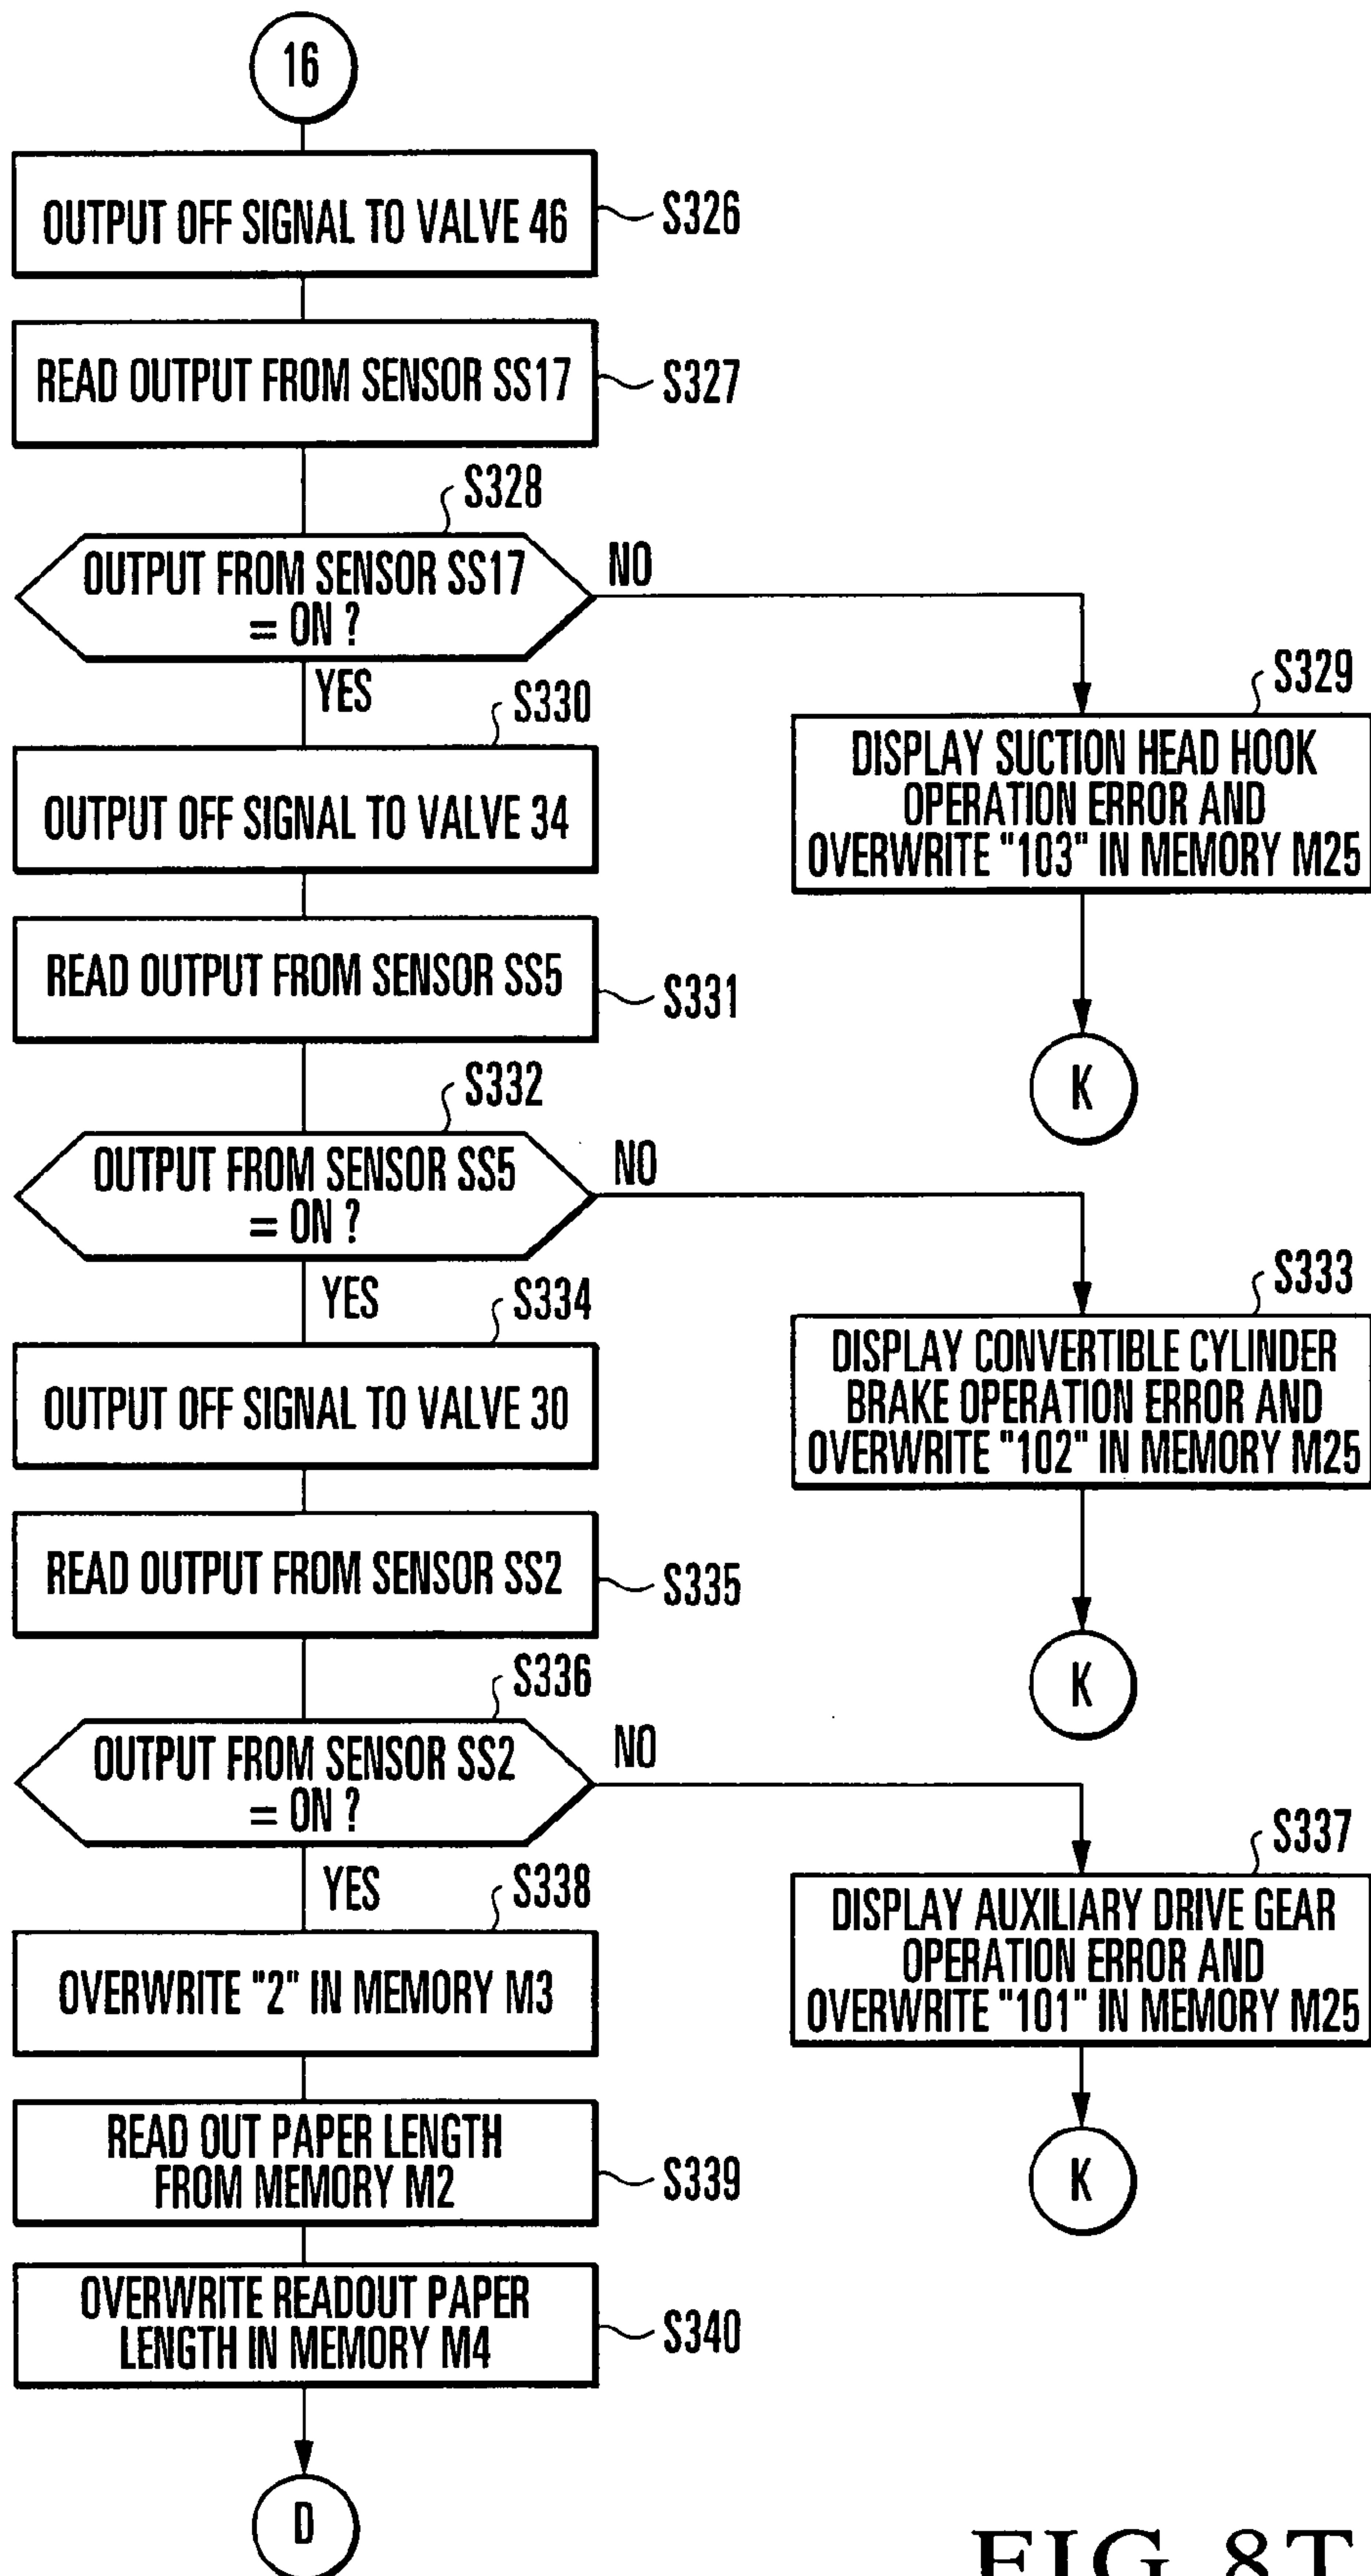 16
OUTPUT OFF SIGNAL TO VALVE 46
S326
READ OUTPUT FROM SENSOR SS17
S327
S328
OUTPUT FROM SENSOR SS17
= ON ?
NO
YES
S329
DISPLAY SUCTION HEAD HOOK
OPERATION ERROR AND
OVERWRITE "103" IN MEMORY M25
K
S330
OUTPUT OFF SIGNAL TO VALVE 34
READ OUTPUT FROM SENSOR SS5
S331
S332
OUTPUT FROM SENSOR SS5
= ON ?
NO
YES
S333
DISPLAY CONVERTIBLE CYLINDER
BRAKE OPERATION ERROR AND
OVERWRITE "102" IN MEMORY M25
K
S334
OUTPUT OFF SIGNAL TO VALVE 30
READ OUTPUT FROM SENSOR SS2
S335
S336
OUTPUT FROM SENSOR SS2
= ON ?
NO
YES
S337
DISPLAY AUXILIARY DRIVE GEAR
OPERATION ERROR AND
OVERWRITE "101" IN MEMORY M25
K
S338
OVERWRITE "2" IN MEMORY M3
READ OUT PAPER LENGTH
FROM MEMORY M2
S339
OVERWRITE READOUT PAPER
LENGTH IN MEMORY M4
S340
D
FIG. 8T